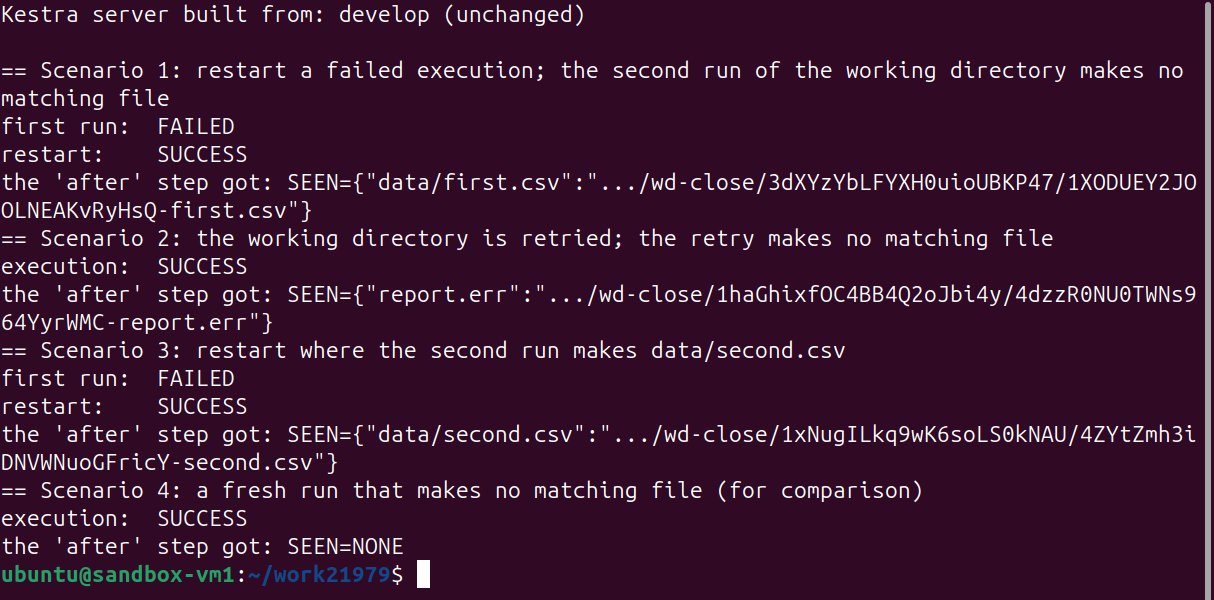 Kestra server built from: develop (unchanged)
== Scenario 1: restart a failed execution; the second run of the working directory makes no
matching file
first run:  FAILED
restart:    SUCCESS
the 'after' step got: SEEN={"data/first.csv":".../wd-close/3dXYzYbLFYXH0uioUBKP47/1XODUEY2JO
OLNEAKvRyHsQ-first.csv"}
== Scenario 2: the working directory is retried; the retry makes no matching file
execution:  SUCCESS
the 'after' step got: SEEN={"report.err":".../wd-close/1haGhixfOC4BB4Q2oJbi4y/4dzzR0NU0TWNs9
64YyrWMC-report.err"}
== Scenario 3: restart where the second run makes data/second.csv
first run:  FAILED
restart:    SUCCESS
the 'after' step got: SEEN={"data/second.csv":".../wd-close/1xNugILkq9wK6soLS0kNAU/4ZYtZmh3i
DNVWNuoGFricY-second.csv"}
== Scenario 4: a fresh run that makes no matching file (for comparison)
execution:  SUCCESS
the 'after' step got: SEEN=NONE
ubuntu@sandbox-vm1:~/work21979$